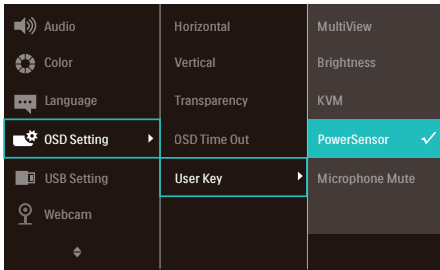 Audio
Color
Language
OSD Setting
USB Setting
Webcam
Horizontal
Vertical
Transparency
OSD Time Out
User Key
MultiView
Brightness
KVM
PowerSensor
Microphone Mute